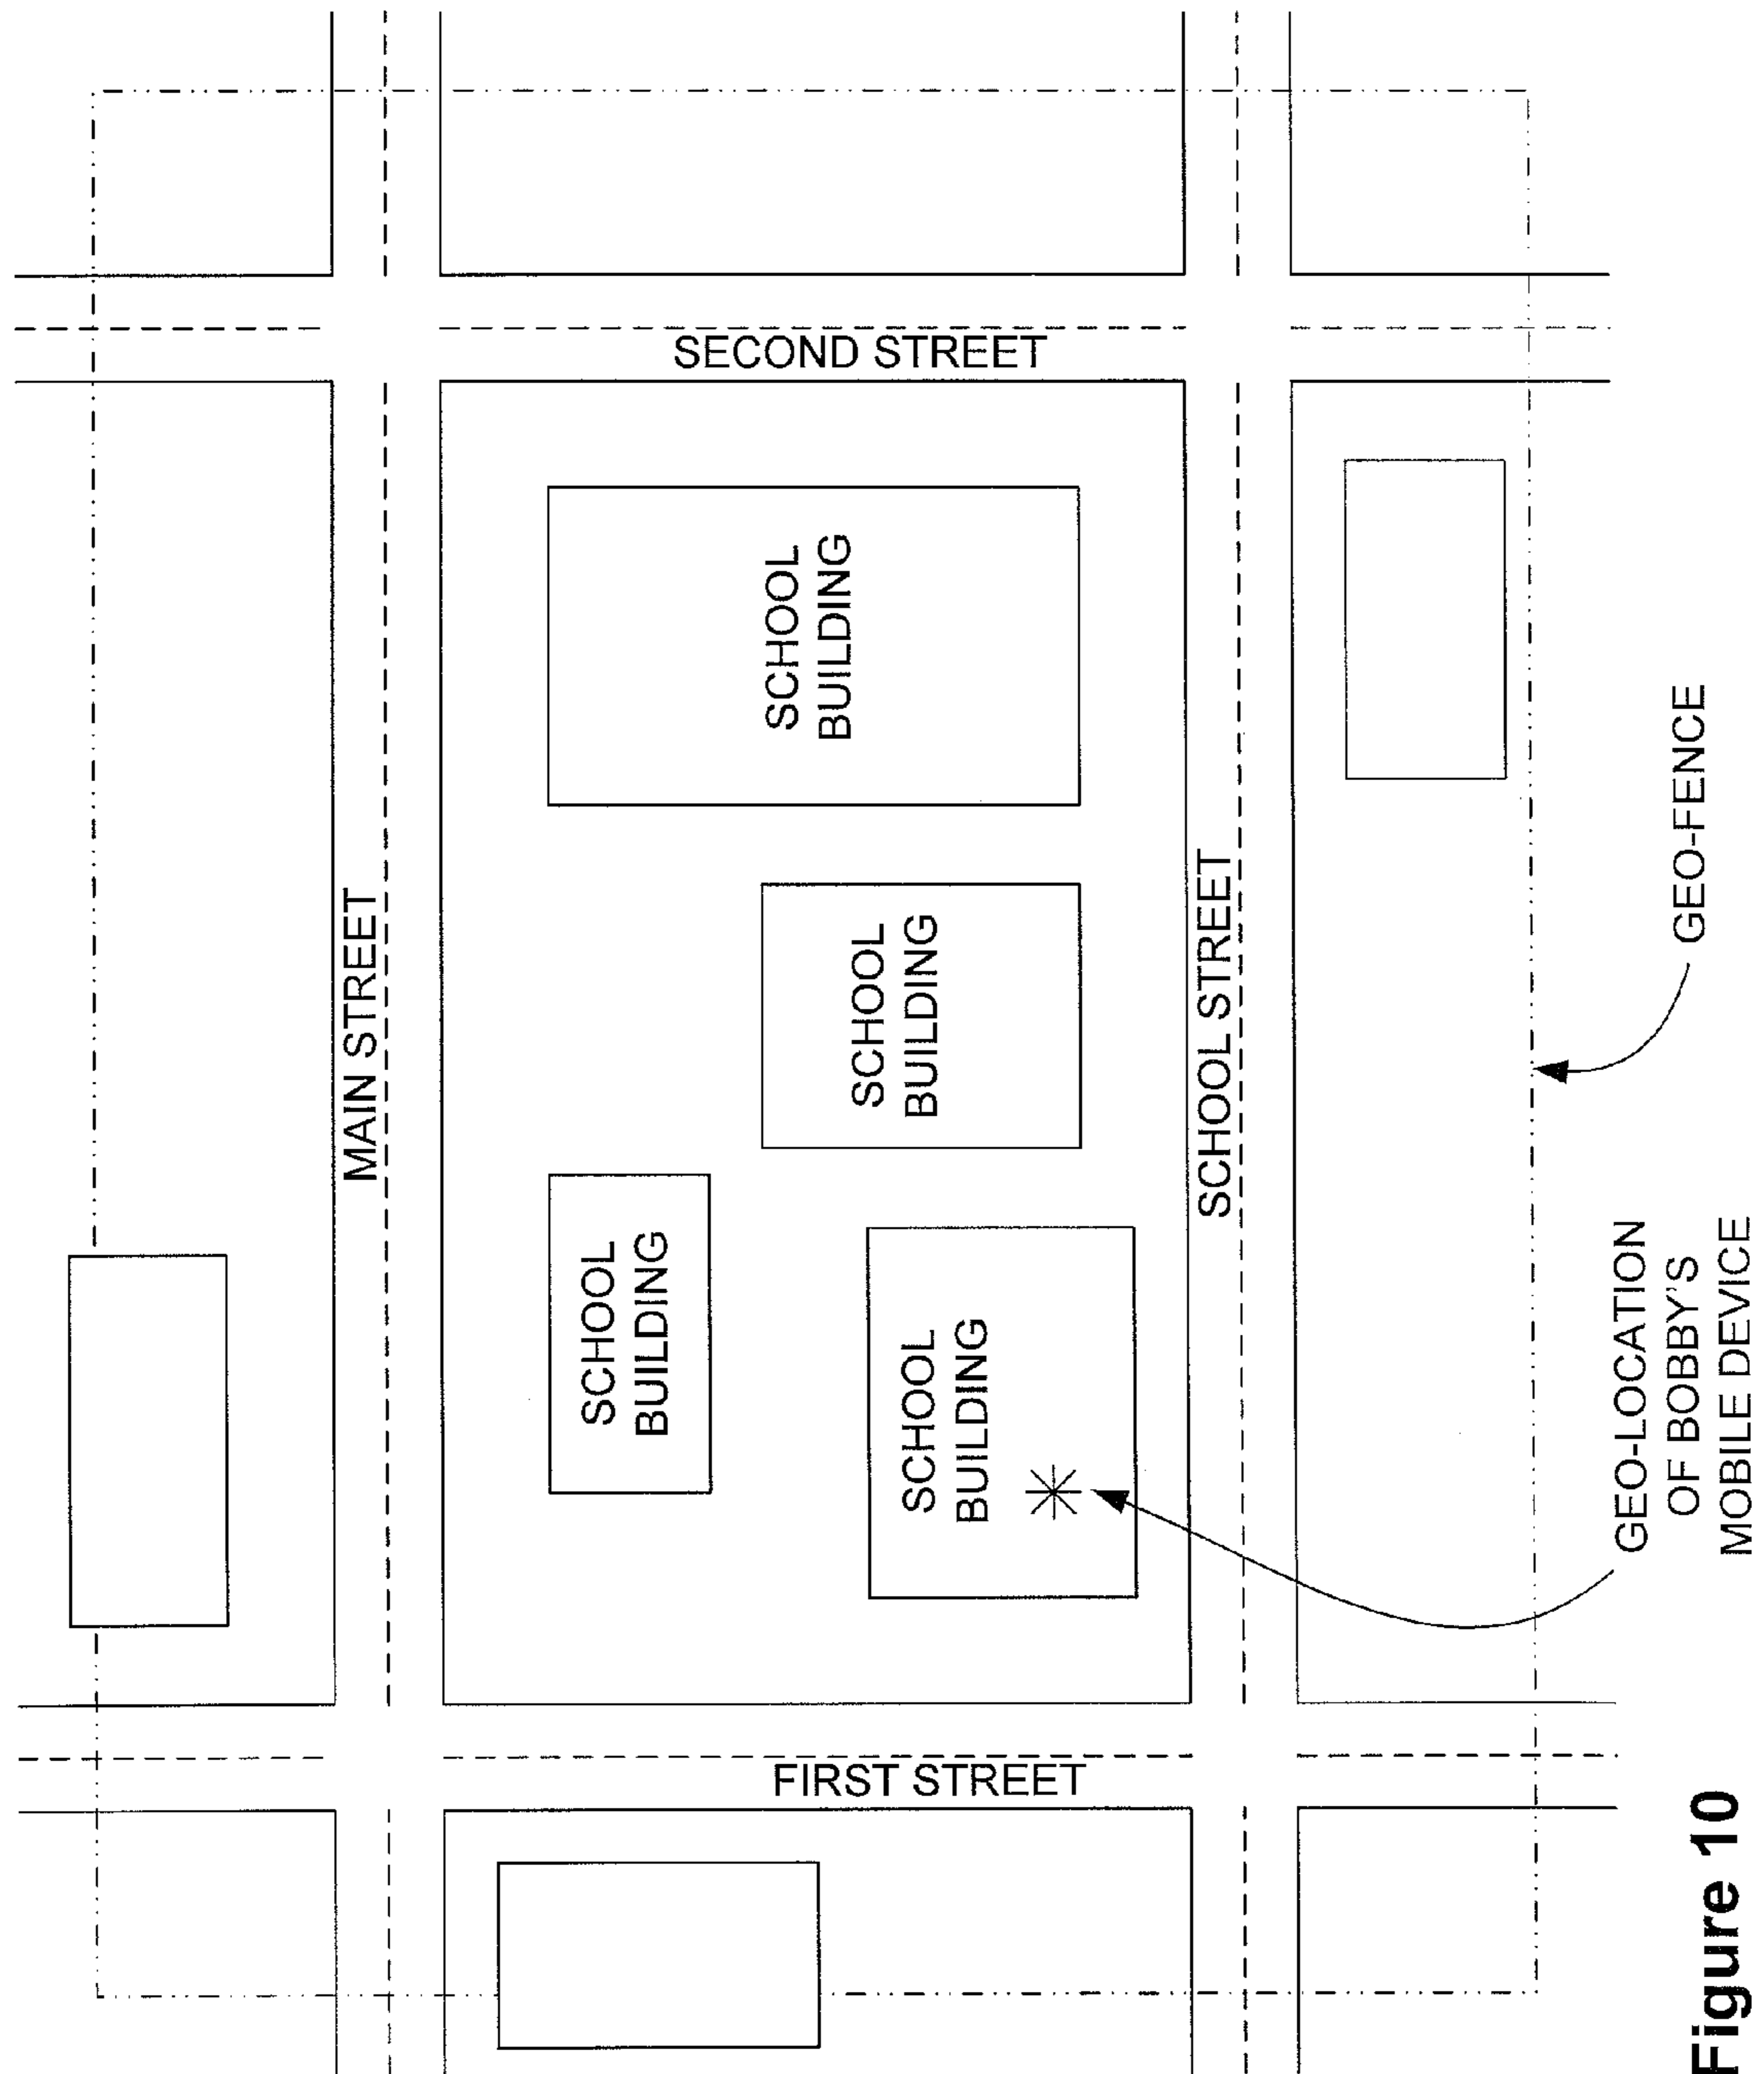 MAIN STREET
SCHOOL
BUILDING
SCHOOL
BUILDING
SCHOOL
BUILDING
SCHOOL
BUILDING
FIRST STREET
SECOND STREET
SCHOOL STREET
GEO-LOCATION
OF BOBBY'S
MOBILE DEVICE
GEO-FENCE
Figure 10